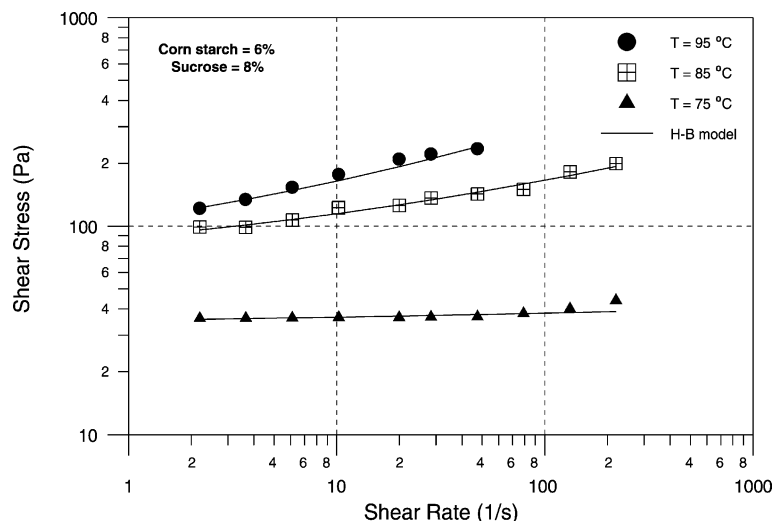 1000
8
6
4
2
100
8
6
4
2
10
Shear Stress (Pa)
Corn starch = 6%
Sucrose = 8%
T = 95 °C
T = 85 °C
T = 75 °C
H-B model
2 4 6 8 2 4 6 8 2 4 6 8
1 10 100 1000
Shear Rate (1/s)